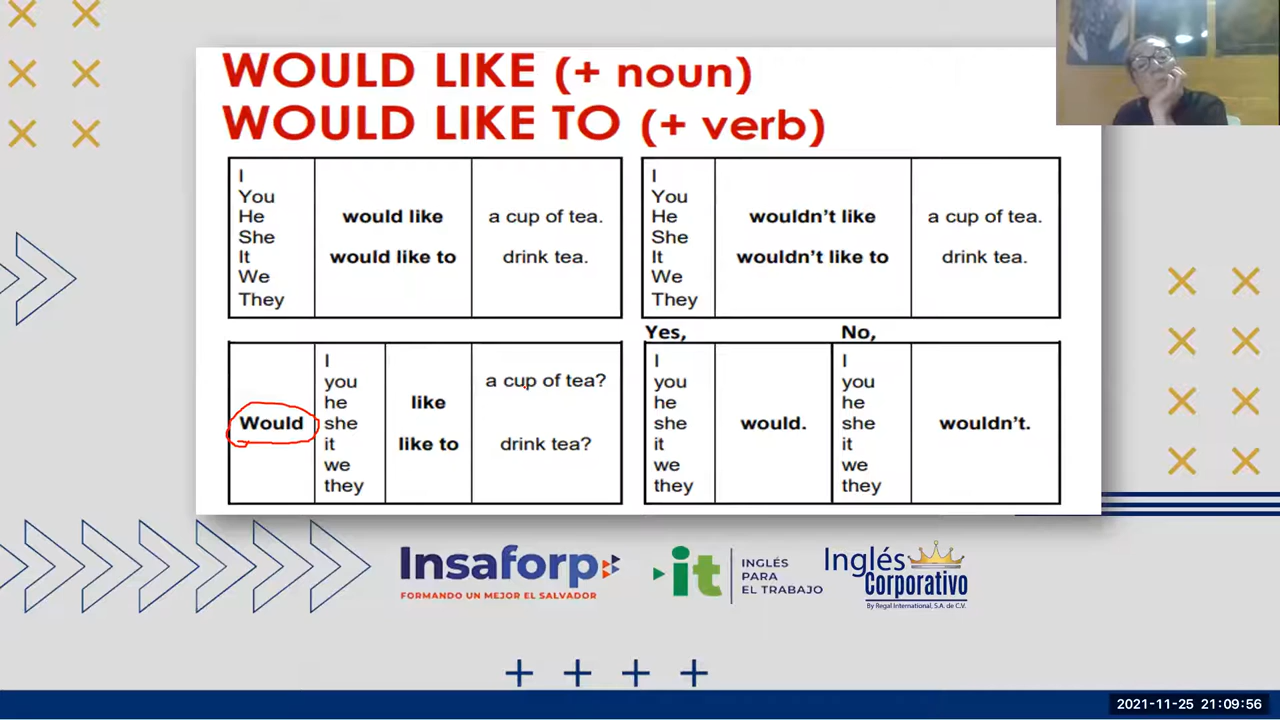 WOULD LIKE (+ noun)
WOULD LIKE TO (+ verb)
I
You
He
She
It
We
They
would like
would like to
a cup of tea.
drink tea.
I
You
He
She
It
We
They
wouldn't like
wouldn't like to
a cup of tea.
drink tea.
Would
I
you
he
she
it
we
they
like
like to
a cup of tea?
drink tea?
Yes,
I
you
he
she
it
we
they
would.
No,
I
you
he
she
it
we
they
wouldn't.
Insaforp
FORMANDO UN MEJOR EL SALVADOR
it
INGLÉS
PARA
EL TRABAJO
Inglés
Corporativo
By Regal International, S.A. de C.V.
2021-11-25 21:09:56